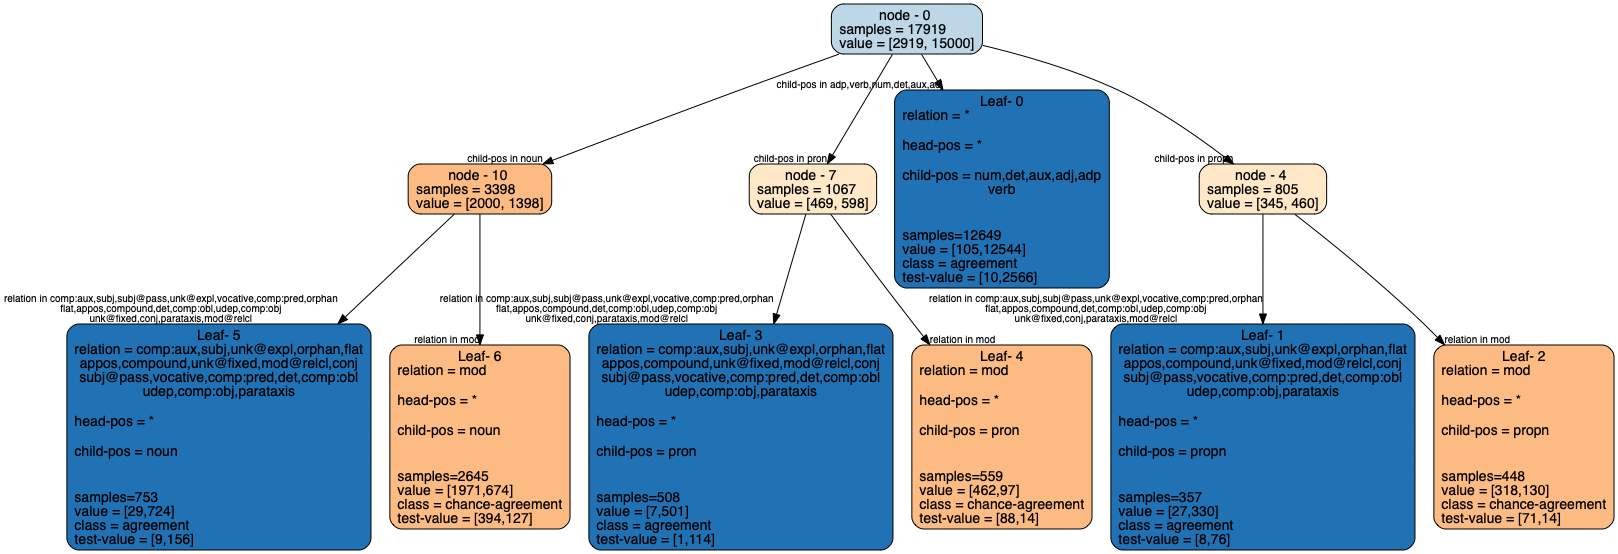 node - 0
samples = 17919
value = [2919, 15000]
child-pos in adp,verb,num,det,aux,ad
Leaf- 0
relation = *
head-pos = *
child-pos = num,det,aux,adj,adp
verb
samples=12649
value = [105,12544]
class = agreement
test-value = [10,2566]
child-pos in noun
node - 10
samples = 3398
value = [2000, 1398]
child-pos in pron
node - 7
samples = 1067
value = [469, 598]
child-pos in propn
node - 4
samples = 805
value = [345, 460]
relation in comp:aux,subj,subj@pass,unk@expl,vocative,comp:pred,orphan
flat,appos,compound,det,comp:obl,udep,comp:obj
unk@fixed,conj,parataxis,mod@relcl
Leaf- 5
relation = comp:aux,subj,unk@expl,orphan,flat
appos,compound,unk@fixed,mod@relcl,conj
subj@pass,vocative,comp:pred,det,comp:obl
udep,comp:obj,parataxis
head-pos = *
child-pos = noun
samples=753
value = [29,724]
class = agreement
test-value = [9,156]
relation in mod
Leaf- 6
relation = mod
head-pos = *
child-pos = noun
samples=2645
value = [1971,674]
class = chance-agreement
test-value = [394,127]
relation in comp:aux,subj,subj@pass,unk@expl,vocative,comp:pred,orphan
flat,appos,compound,det,comp:obl,udep,comp:obj
unk@fixed,conj,parataxis,mod@relcl
Leaf- 3
relation = comp:aux,subj,unk@expl,orphan,flat
appos,compound,unk@fixed,mod@relcl,conj
subj@pass,vocative,comp:pred,det,comp:obl
udep,comp:obj,parataxis
head-pos = *
child-pos = pron
samples=508
value = [7,501]
class = agreement
test-value = [1,114]
relation in mod
Leaf- 4
relation = mod
head-pos = *
child-pos = pron
samples=559
value = [462,97]
class = chance-agreement
test-value = [88,14]
relation in comp:aux,subj,subj@pass,unk@expl,vocative,comp:pred,orphan
flat,appos,compound,det,comp:obl,udep,comp:obj
unk@fixed,conj,parataxis,mod@relcl
Leaf- 1
relation = comp:aux,subj,unk@expl,orphan,flat
appos,compound,unk@fixed,mod@relcl,conj
subj@pass,vocative,comp:pred,det,comp:obl
udep,comp:obj,parataxis
head-pos = *
child-pos = propn
samples=357
value = [27,330]
class = agreement
test-value = [8,76]
relation in mod
Leaf- 2
relation = mod
head-pos = *
child-pos = propn
samples=448
value = [318,130]
class = chance-agreement
test-value = [71,14]